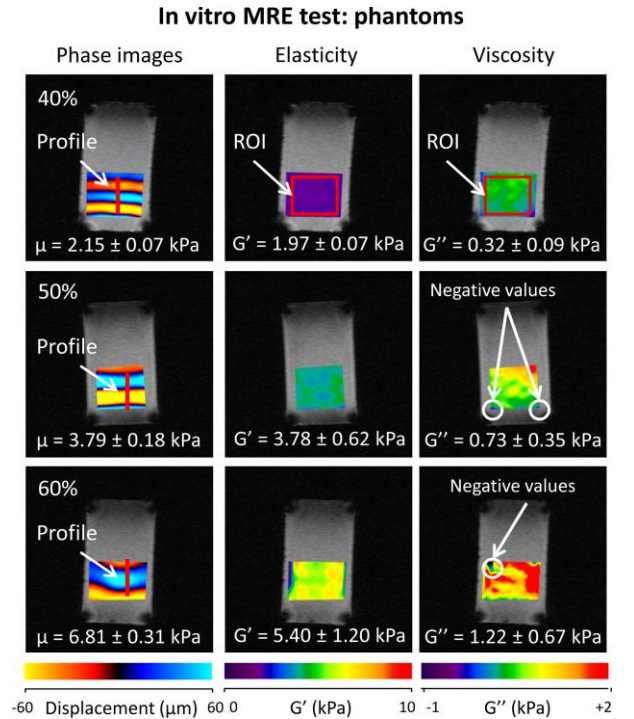 In vitro MRE test: phantoms
Phase images Elasticity Viscosity
40%
Profile ROI ROI
μ = 2.15 ± 0.07 kPa G′ = 1.97 ± 0.07 kPa G′′ = 0.32 ± 0.09 kPa
50% Negative values
Profile
μ = 3.79 ± 0.18 kPa G′ = 3.78 ± 0.62 kPa G′′ = 0.73 ± 0.35 kPa
60% Negative values
Profile
μ = 6.81 ± 0.31 kPa G′ = 5.40 ± 1.20 kPa G′′ = 1.22 ± 0.67 kPa
-60 Displacement (μm) 60 0 G′ (kPa) 10 -1 G′′ (kPa) +2